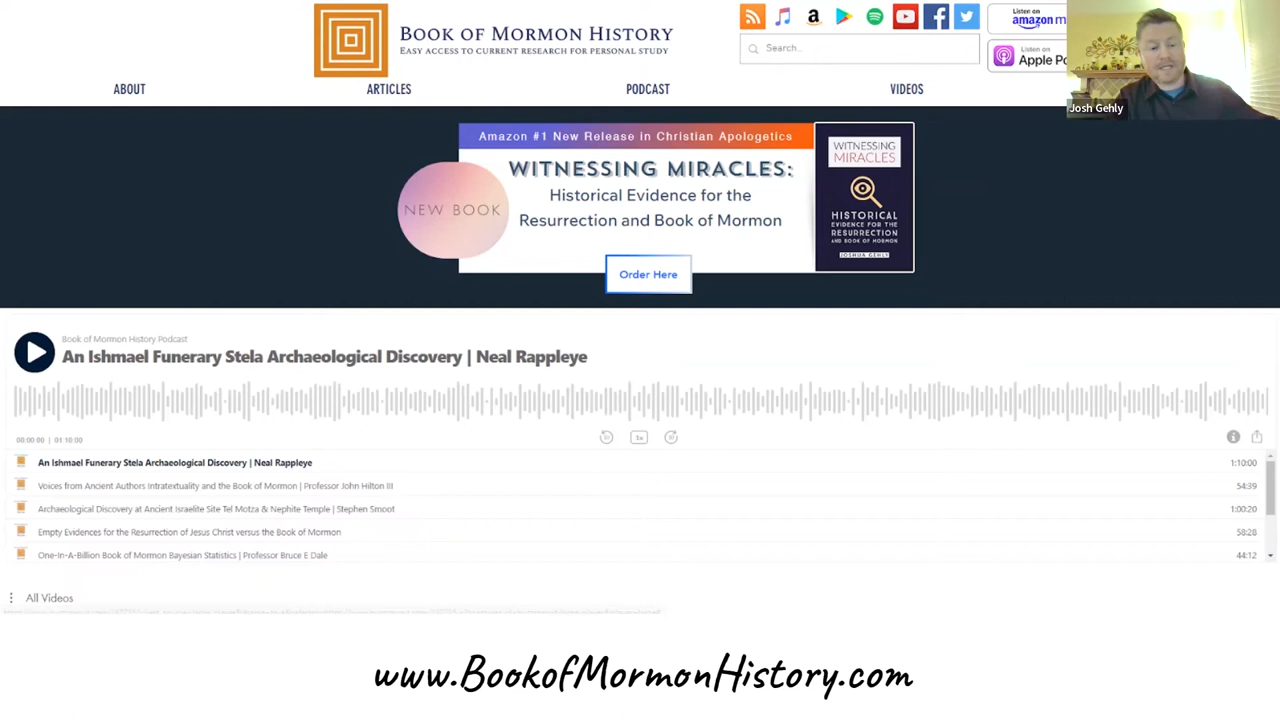 BOOK OF MORMON HISTORY
EASY ACCESS TO CURRENT RESEARCH FOR PERSONAL STUDY
Listen on
amazon m
Search...
Listen on
Apple Po
ABOUT
ARTICLES
PODCAST
VIDEOS
Josh Gehly
Amazon #1 New Release in Christian Apologetics
WITNESSING MIRACLES:
Historical Evidence for the
Resurrection and Book of Mormon
NEW BOOK
Order Here
WITNESSING
MIRACLES
HISTORICAL
EVIDENCE FOR THE
RESURRECTION
AND BOOK OF MORMON
JOSHUA GEHLY
Book of Mormon History Podcast
An Ishmael Funerary Stela Archaeological Discovery | Neal Rappleye
00:00:00 | 01:10:00
1x
An Ishmael Funerary Stela Archaeological Discovery | Neal Rappleye 1:10:00
Voices from Ancient Authors Intratextuality and the Book of Mormon | Professor John Hilton III 54:39
Archaeological Discovery at Ancient Israelite Site Tel Motza & Nephite Temple | Stephen Smoot 1:00:20
Empty Evidences for the Resurrection of Jesus Christ versus the Book of Mormon 58:28
One-In-A-Billion Book of Mormon Bayesian Statistics | Professor Bruce E Dale 44:12
All Videos
www.BookofMormonHistory.com